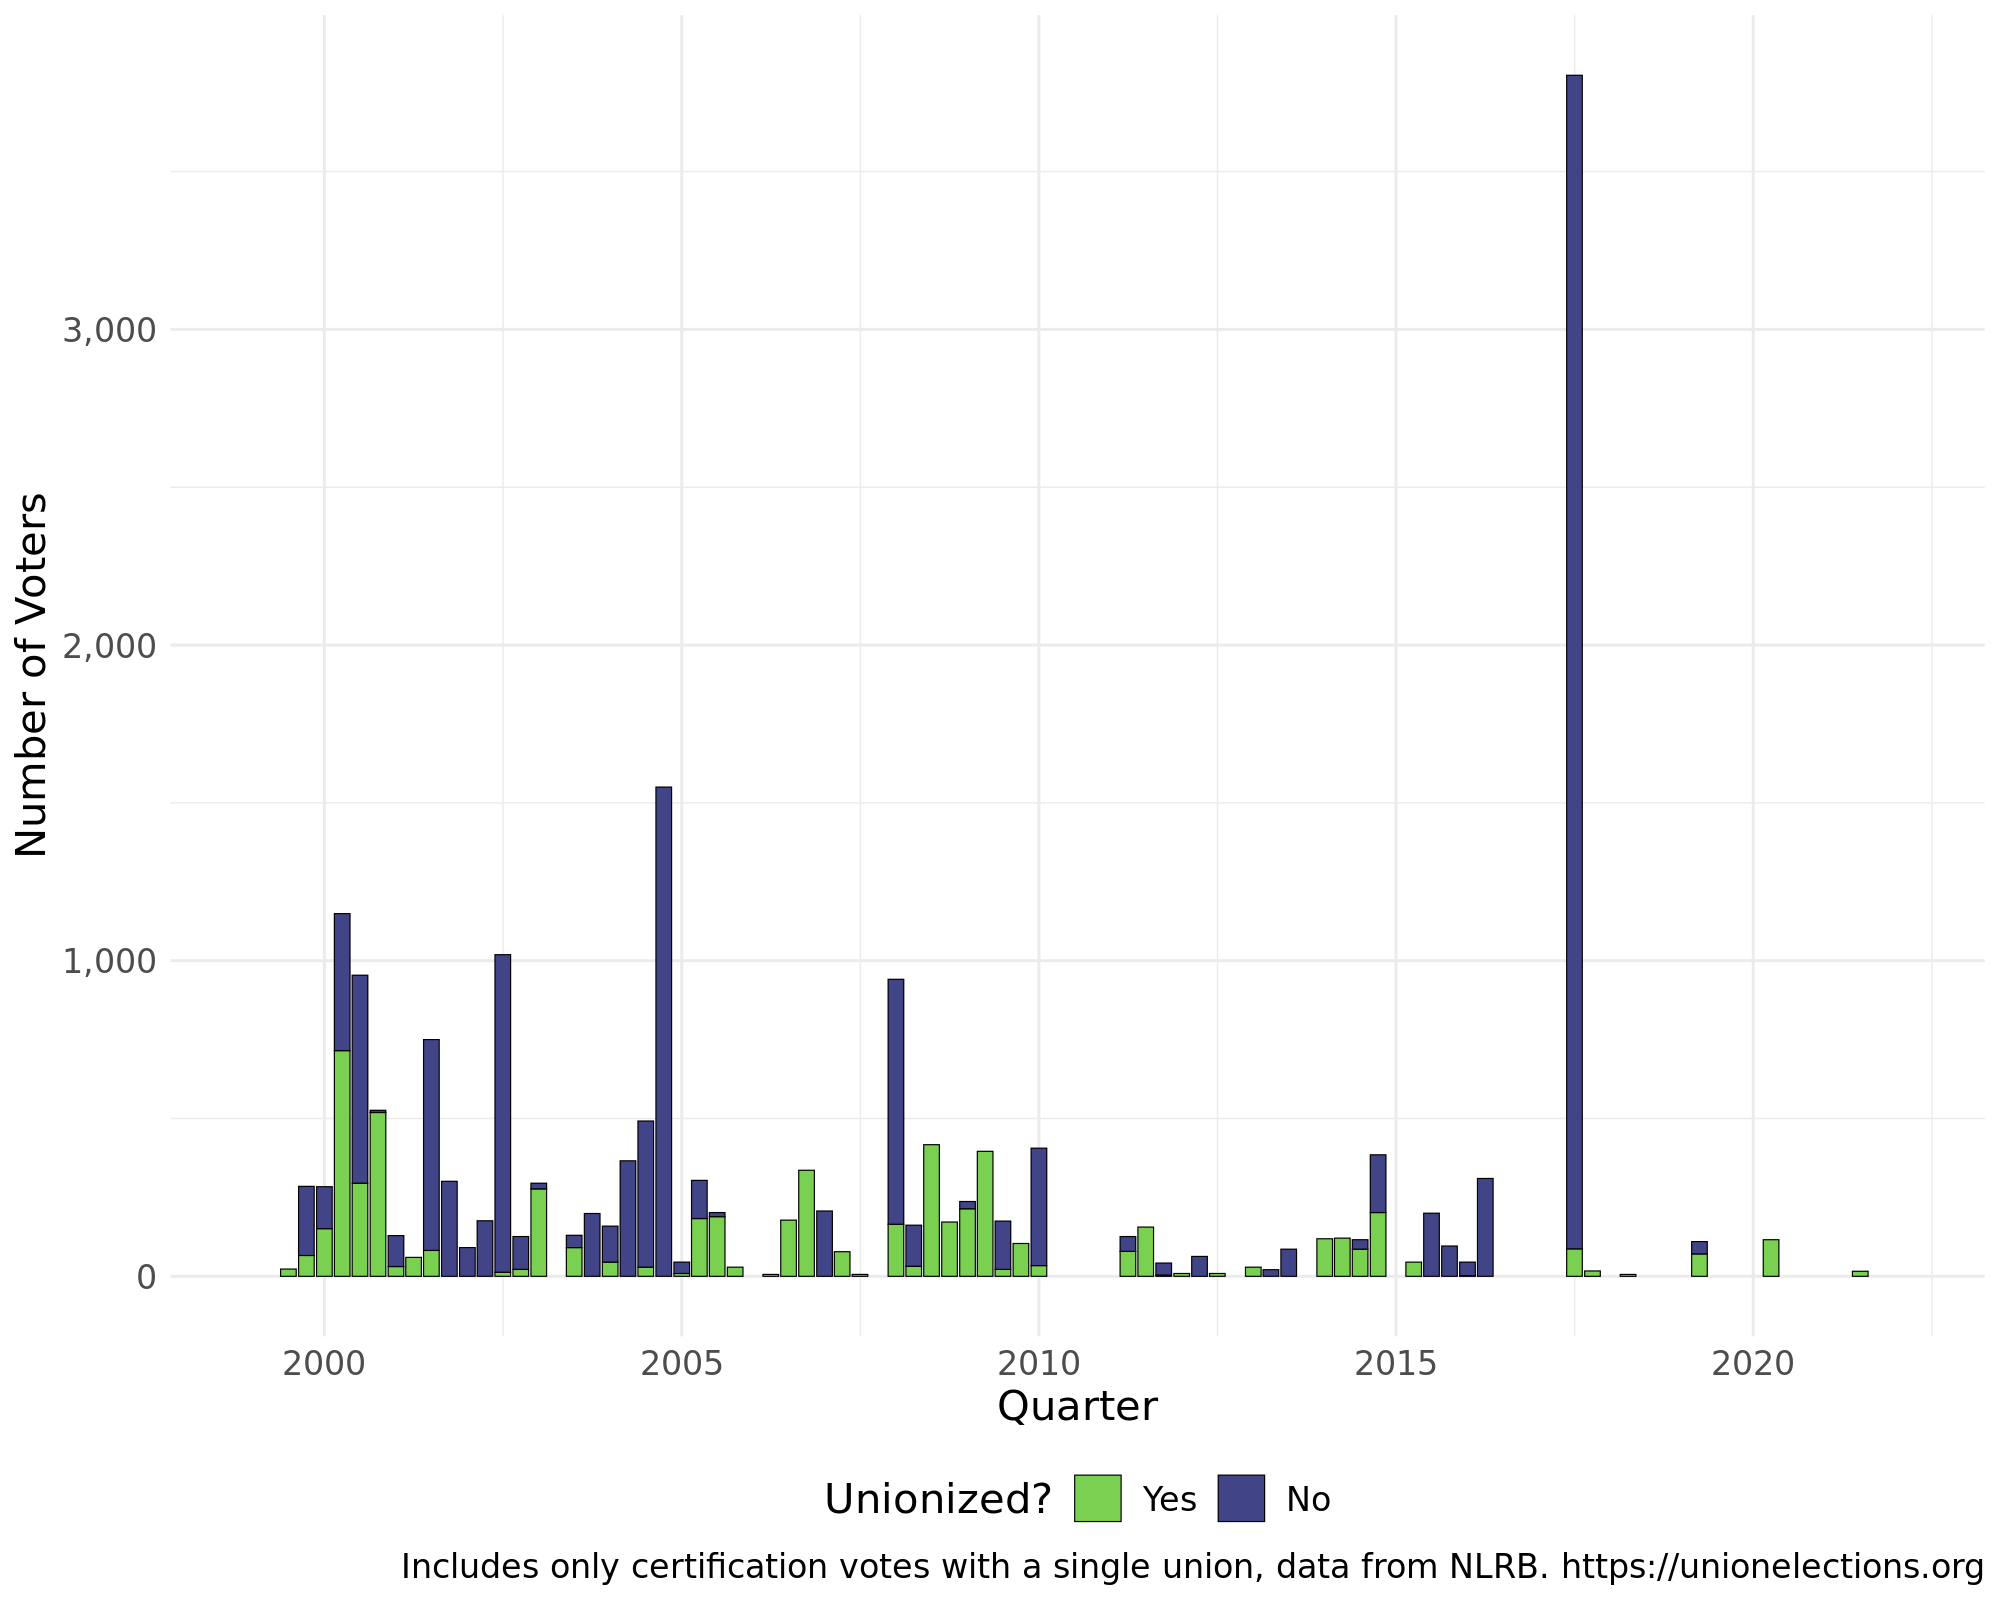 Number of Voters
3,000
2,000
1,000
0
2000 2005 2010 2015 2020
Quarter
Unionized? Yes No
Includes only certification votes with a single union, data from NLRB. https://unionelections.org